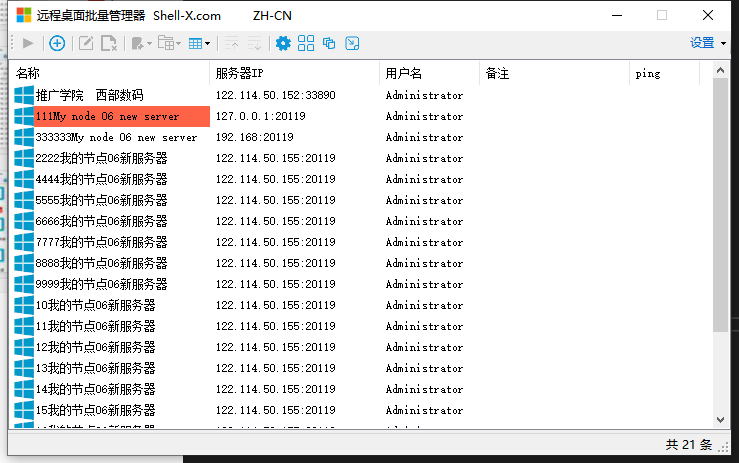 远程桌面批量管理器 Shell-X.com ZH-CN
设置
名称 服务器IP 用户名 备注 ping
推广学院 西部数码 122.114.50.152:33890 Administrator
111My node 06 new server 127.0.0.1:20119 Administrator
333333My node 06 new server 192.168:20119 Administrator
2222我的节点06新服务器 122.114.50.155:20119 Administrator
4444我的节点06新服务器 122.114.50.155:20119 Administrator
5555我的节点06新服务器 122.114.50.155:20119 Administrator
6666我的节点06新服务器 122.114.50.155:20119 Administrator
7777我的节点06新服务器 122.114.50.155:20119 Administrator
8888我的节点06新服务器 122.114.50.155:20119 Administrator
9999我的节点06新服务器 122.114.50.155:20119 Administrator
10我的节点06新服务器 122.114.50.155:20119 Administrator
11我的节点06新服务器 122.114.50.155:20119 Administrator
12我的节点06新服务器 122.114.50.155:20119 Administrator
13我的节点06新服务器 122.114.50.155:20119 Administrator
14我的节点06新服务器 122.114.50.155:20119 Administrator
15我的节点06新服务器 122.114.50.155:20119 Administrator
共 21 条